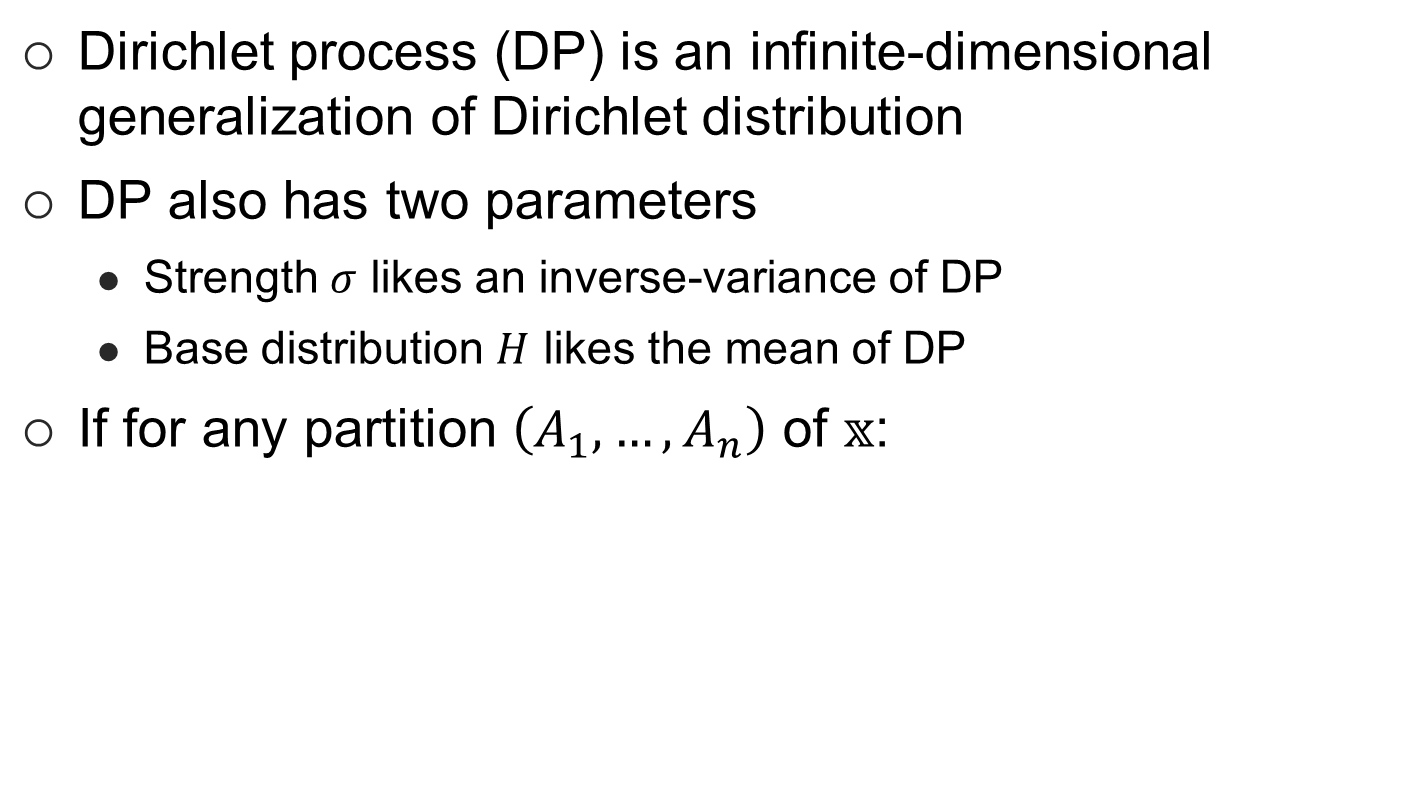 ○ Dirichlet process (DP) is an infinite-dimensional
generalization of Dirichlet distribution
○ DP also has two parameters
● Strength 𝜎 likes an inverse-variance of DP
● Base distribution 𝐻 likes the mean of DP
○ If for any partition (𝐴₁, … , 𝐴ₙ) of 𝕩: